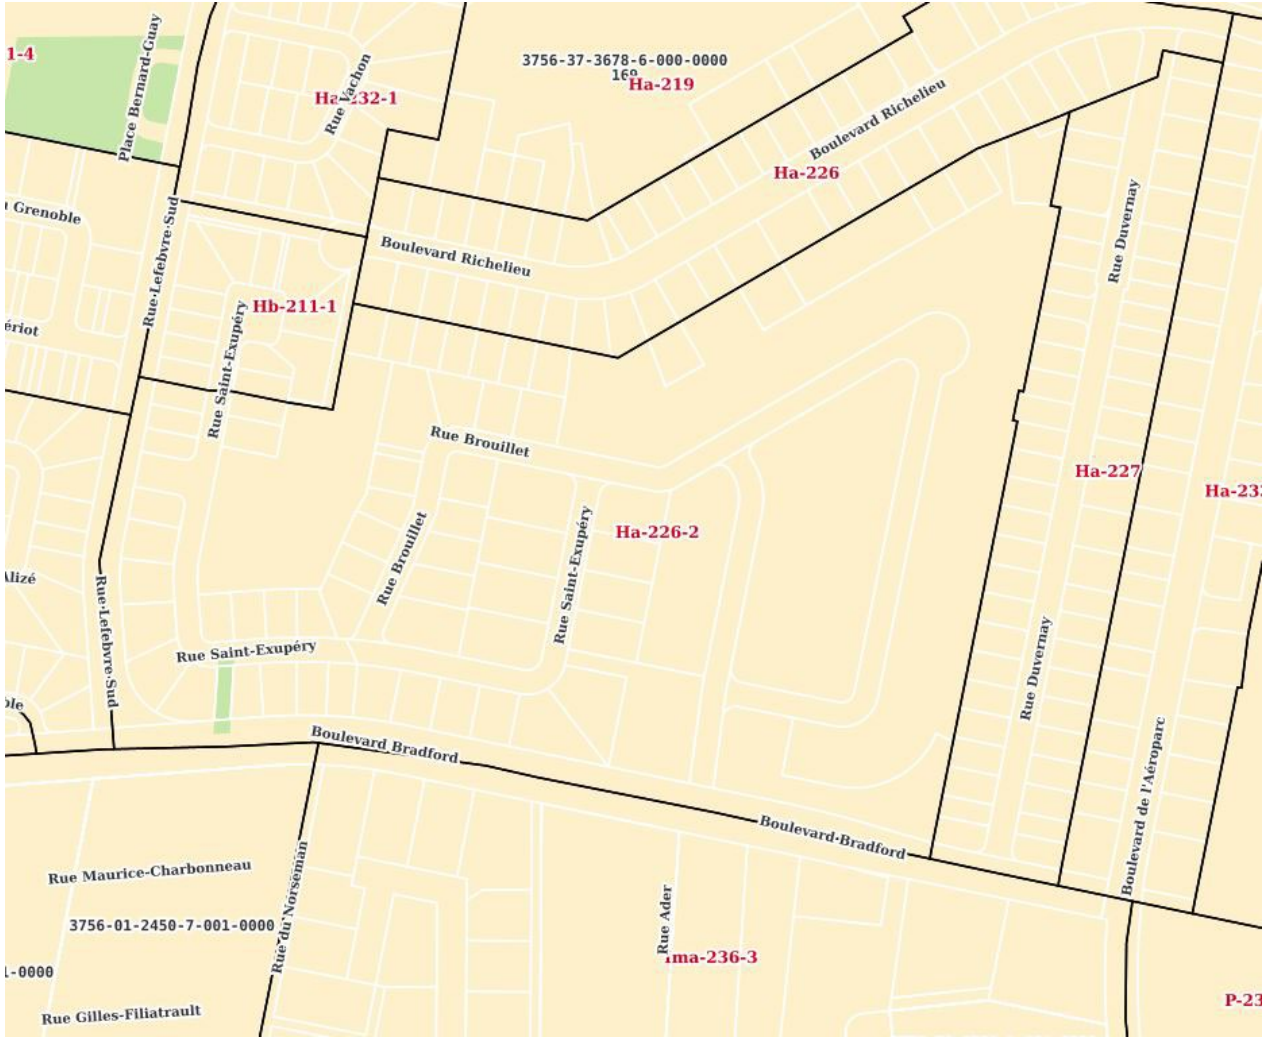 1-4
Place Bernard-Guay
Rue Vachon
3756-37-3678-6-000-0000
169
Ha-219
Boulevard Richelieu
Ha-226
Grenoble
Rue Lefebvre Sud
Boulevard Richelieu
Rue Duvernay
Hb-211-1
Rue Saint-Exupéry
Rue Brouillet
Ha-227
Rue Brouillet
Rue Saint-Exupéry
Ha-226-2
Rue Lefebvre Sud
Rue Saint-Exupéry
Rue Duvernay
Boulevard Bradford
Boulevard de l'Aéroparc
Boulevard Bradford
Rue Maurice-Charbonneau
3756-01-2450-7-001-0000
Rue du Norseman
Rue Ader
Ima-236-3
1-0000
Rue Gilles-Filiatrault
P-23